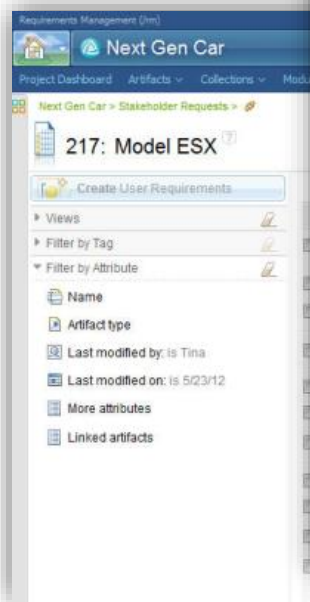 Requirements Management (/rm)
Next Gen Car
Project Dashboard Artifacts Collections Modu
Next Gen Car > Stakeholder Requests >
217: Model ESX ?
Create User Requirements
Views
Filter by Tag
Filter by Attribute
Name
Artifact type
Last modified by: is Tina
Last modified on: is 5/23/12
More attributes
Linked artifacts